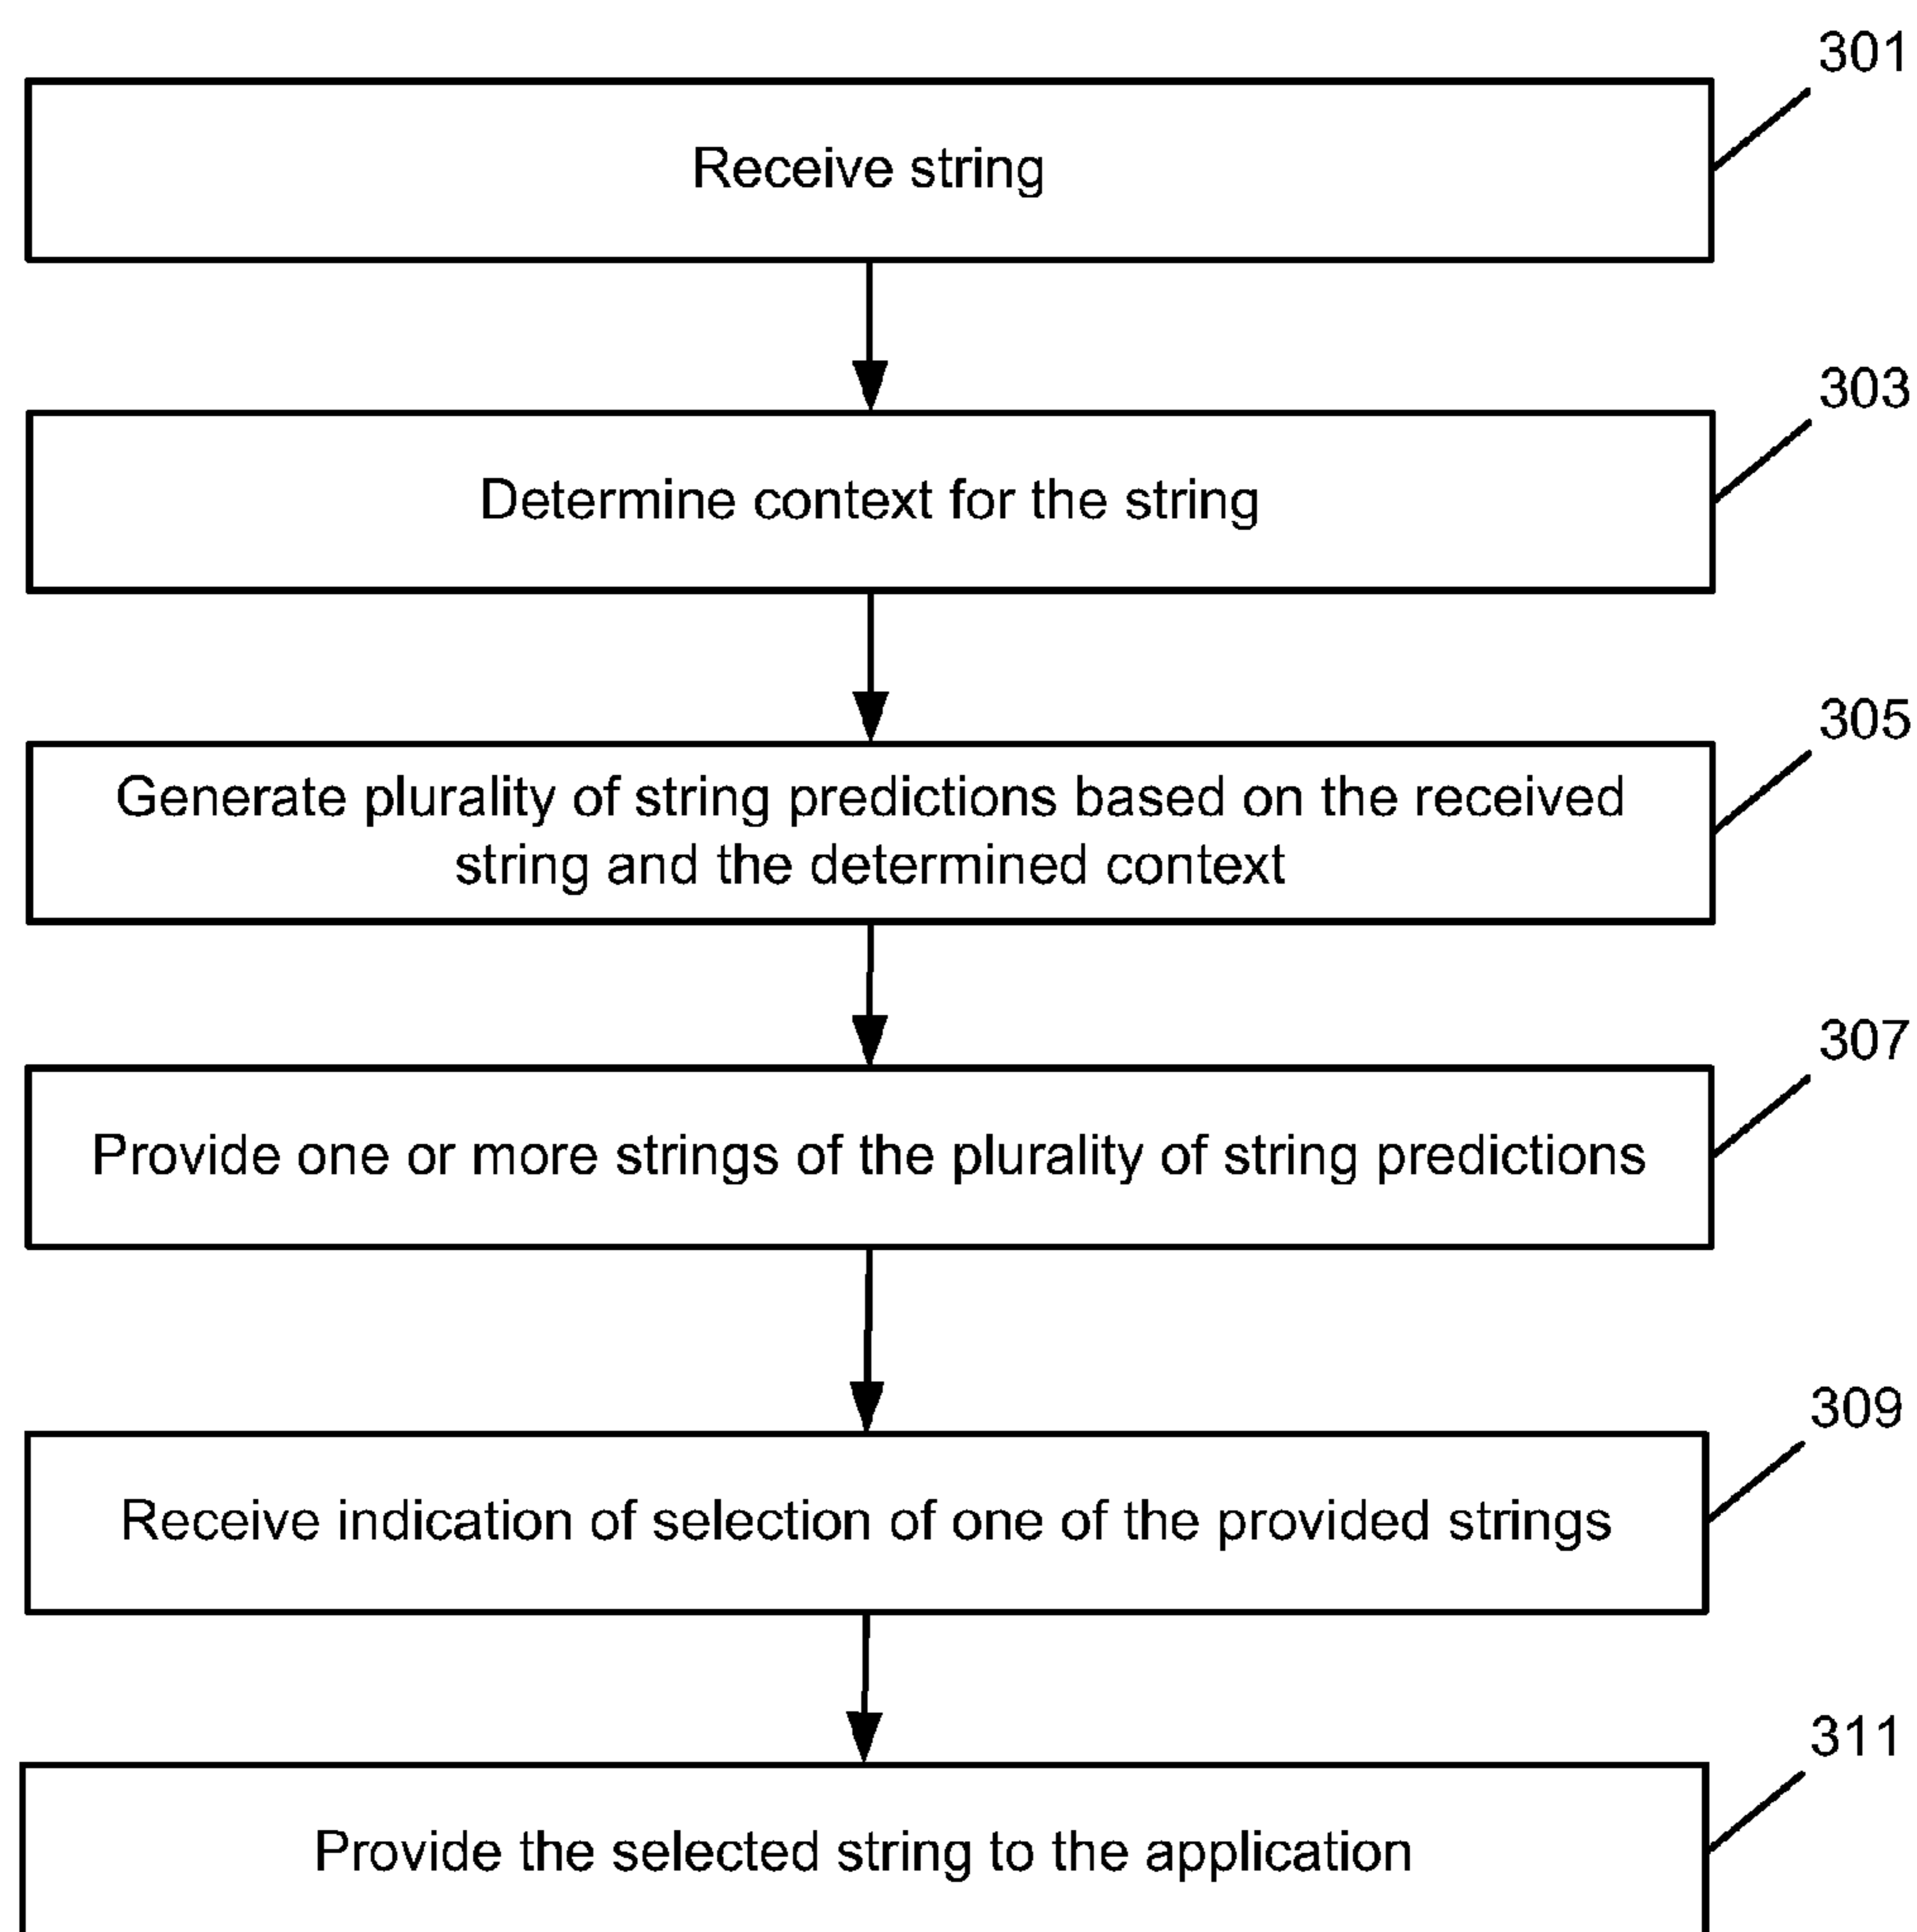 301
Receive string
303
Determine context for the string
305
Generate plurality of string predictions based on the received
string and the determined context
307
Provide one or more strings of the plurality of string predictions
309
Receive indication of selection of one of the provided strings
311
Provide the selected string to the application